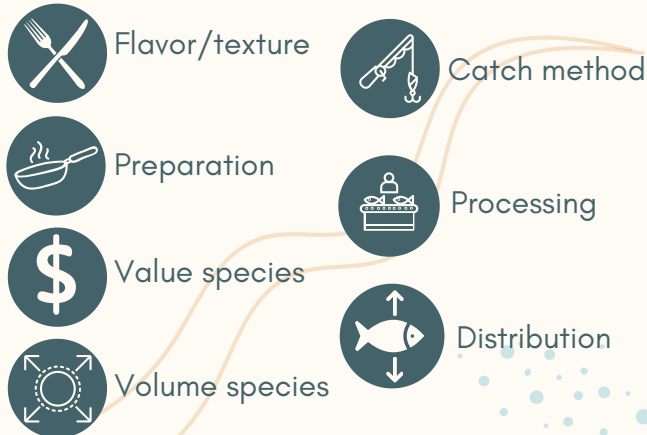 Flavor/texture
Preparation
$
Value species
Volume species
Catch method
Processing
Distribution